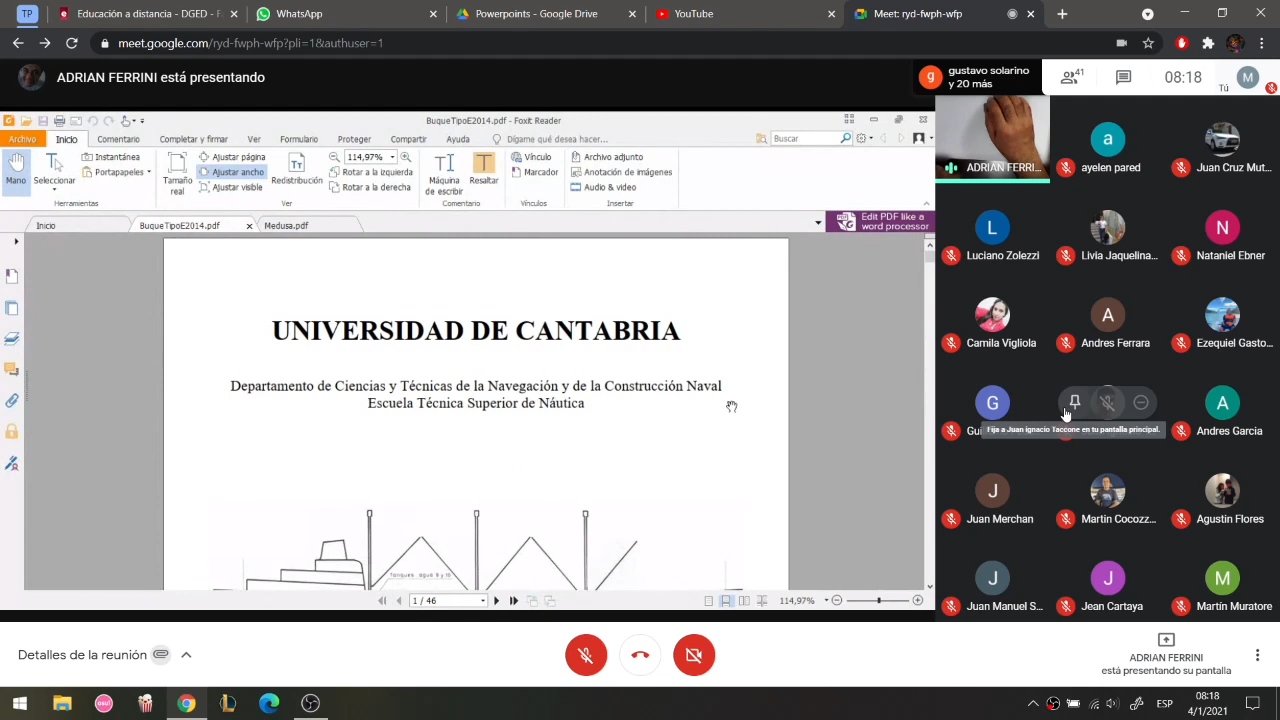 TP
Educación a distancia - DGED - F
WhatsApp
Powerpoints - Google Drive
YouTube
Meet: ryd-fwph-wfp
meet.google.com/ryd-fwph-wfp?pli=1&authuser=1
ADRIAN FERRINI está presentando
g
gustavo solarino
y 20 más
41
08:18
Tú
M
BuqueTipoE2014.pdf - Foxit Reader
Archivo
Inicio
Comentario
Completar y firmar
Ver
Formulario
Proteger
Compartir
Ayuda
Dígame qué desea hacer...
Buscar
Mano
Seleccionar
Instantánea
Portapapeles
Herramientas
Tamaño real
Ajustar página
Ajustar ancho
Ajustar visible
Redistribución
114,97%
Rotar a la izquierda
Rotar a la derecha
Ver
Máquina de escribir
Resaltar
Comentario
Vínculo
Marcador
Vínculos
Archivo adjunto
Anotación de imágenes
Audio & video
Insertar
Inicio
BuqueTipoE2014.pdf
Medusa.pdf
Edit PDF like a
word processor
UNIVERSIDAD DE CANTABRIA
Departamento de Ciencias y Técnicas de la Navegación y de la Construcción Naval
Escuela Técnica Superior de Náutica
Tanques agua 9 y 10
1 / 46
114,97%
ADRIAN FERRI...
a
ayelen pared
Juan Cruz Mut...
L
Luciano Zolezzi
Livia Jaquelina...
N
Nataniel Ebner
Camila Vigliola
A
Andres Ferrara
Ezequiel Gasto...
G
Gui
Fija a Juan ignacio Taccone en tu pantalla principal.
A
Andres Garcia
J
Juan Merchan
Martin Cocozz...
Agustin Flores
J
Juan Manuel S...
J
Jean Cartaya
M
Martín Muratore
Detalles de la reunión
ADRIAN FERRINI
está presentando su pantalla
osu!
ESP
08:18
4/1/2021